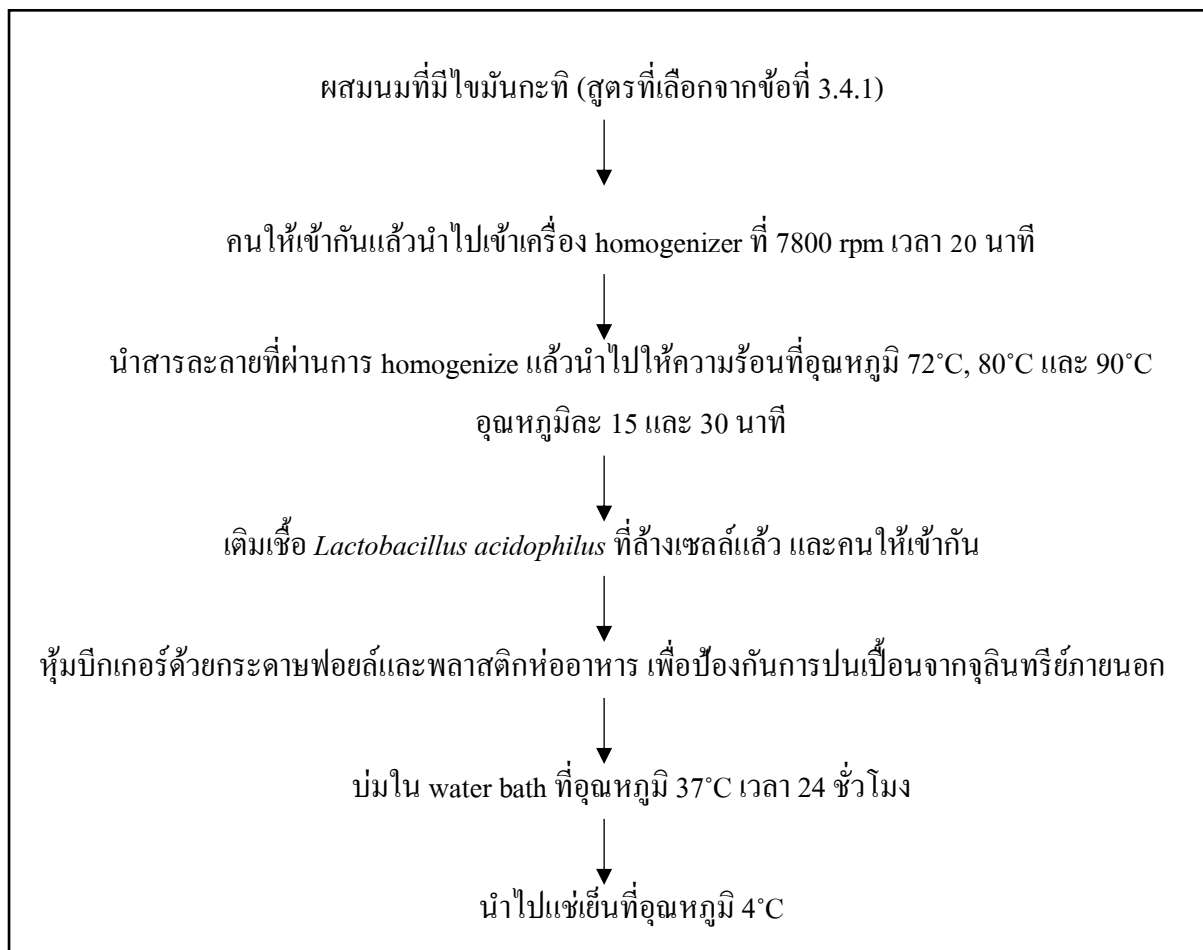 ผสมนมที่มีไขมันกะทิ (สูตรที่เลือกจากข้อที่ 3.4.1)
คนให้เข้ากันแล้วนำไปเข้าเครื่อง homogenizer ที่ 7800 rpm เวลา 20 นาที
นำสารละลายที่ผ่านการ homogenize แล้วนำไปให้ความร้อนที่อุณหภูมิ 72˚C, 80˚C และ 90˚C
อุณหภูมิละ 15 และ 30 นาที
เติมเชื้อ Lactobacillus acidophilus ที่ล้างเซลล์แล้ว และคนให้เข้ากัน
หุ้มบีกเกอร์ด้วยกระดาษฟอยล์และพลาสติกห่ออาหาร เพื่อป้องกันการปนเปื้อนจากจุลินทรีย์ภายนอก
บ่มใน water bath ที่อุณหภูมิ 37˚C เวลา 24 ชั่วโมง
นำไปแช่เย็นที่อุณหภูมิ 4˚C